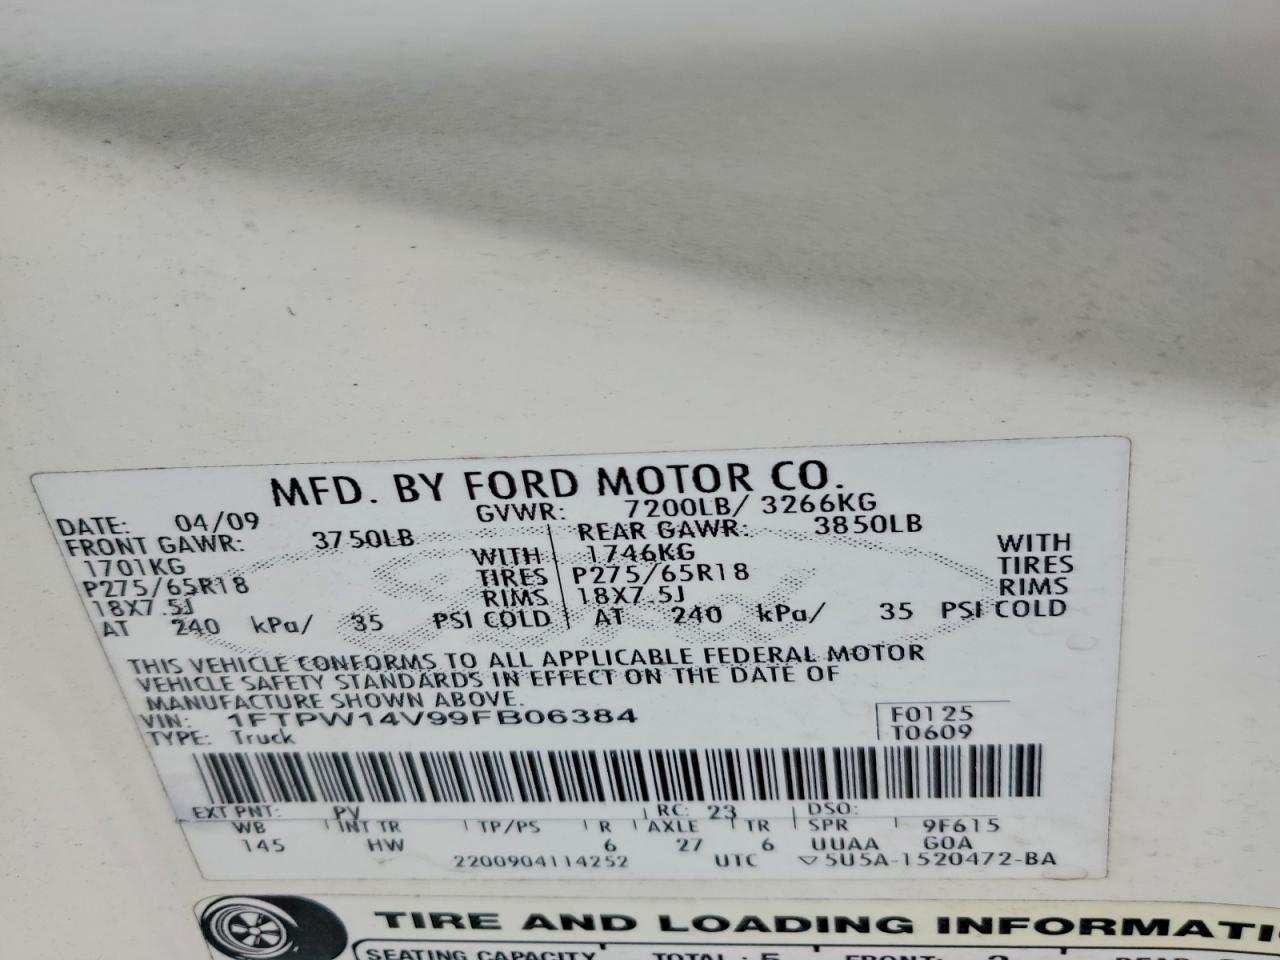 MFD. BY FORD MOTOR CO.
DATE: 04/09 GVWR: 7200LB/ 3266KG
FRONT GAWR: 3750LB REAR GAWR: 3850LB
1701KG WITH 1746KG WITH
P275/65R18 TIRES P275/65R18 TIRES
18X7.5J RIMS 18X7.5J RIMS
AT 240 kPa/ 35 PSI COLD AT 240 kPa/ 35 PSI COLD
THIS VEHICLE CONFORMS TO ALL APPLICABLE FEDERAL MOTOR
VEHICLE SAFETY STANDARDS IN EFFECT ON THE DATE OF
MANUFACTURE SHOWN ABOVE.
VIN: 1FTPW14V99FB06384 F0125
TYPE: Truck T0609
EXT PNT: PV RC: 23 DSO:
WB INT TR TP/PS R AXLE TR SPR 9F615
145 HW 6 27 6 UUAA GOA
2200904114252 UTC ▽5U5A-1520472-BA
TIRE AND LOADING INFORMATI
SEATING CAPACITY TOTAL: 5 FRONT: